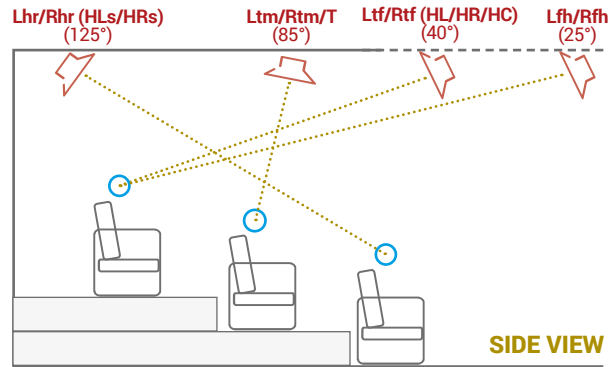 Lhr/Rhr (HLs/HRs)
(125°)
Ltm/Rtm/T
(85°)
Ltf/Rtf (HL/HR/HC)
(40°)
Lfh/Rfh
(25°)
SIDE VIEW